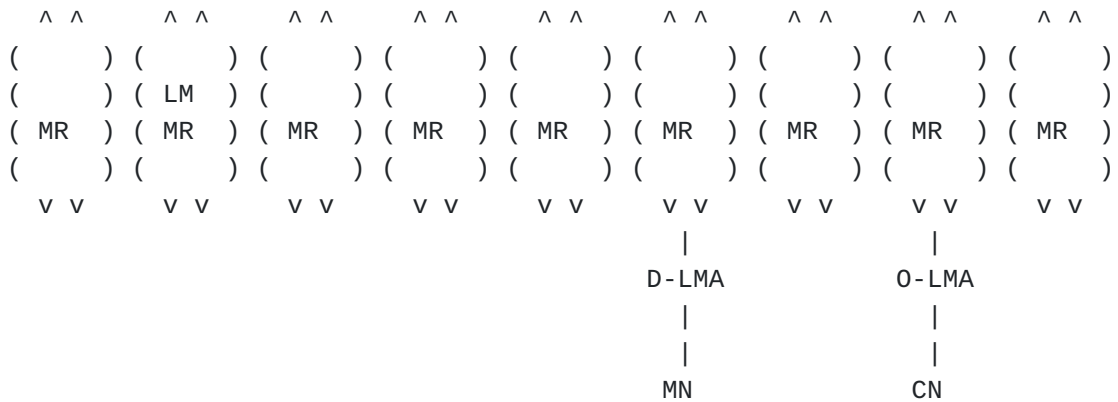 ^ ^ ^ ^ ^ ^ ^ ^ ^ ^ ^ ^ ^ ^ ^ ^ ^ ^
( ) ( ) ( ) ( ) ( ) ( ) ( ) ( ) ( )
( ) ( LM ) ( ) ( ) ( ) ( ) ( ) ( ) ( )
( MR ) ( MR ) ( MR ) ( MR ) ( MR ) ( MR ) ( MR ) ( MR ) ( MR )
( ) ( ) ( ) ( ) ( ) ( ) ( ) ( ) ( )
v v v v v v v v v v v v v v v v v v
| |
D-LMA O-LMA
| |
| |
MN CN